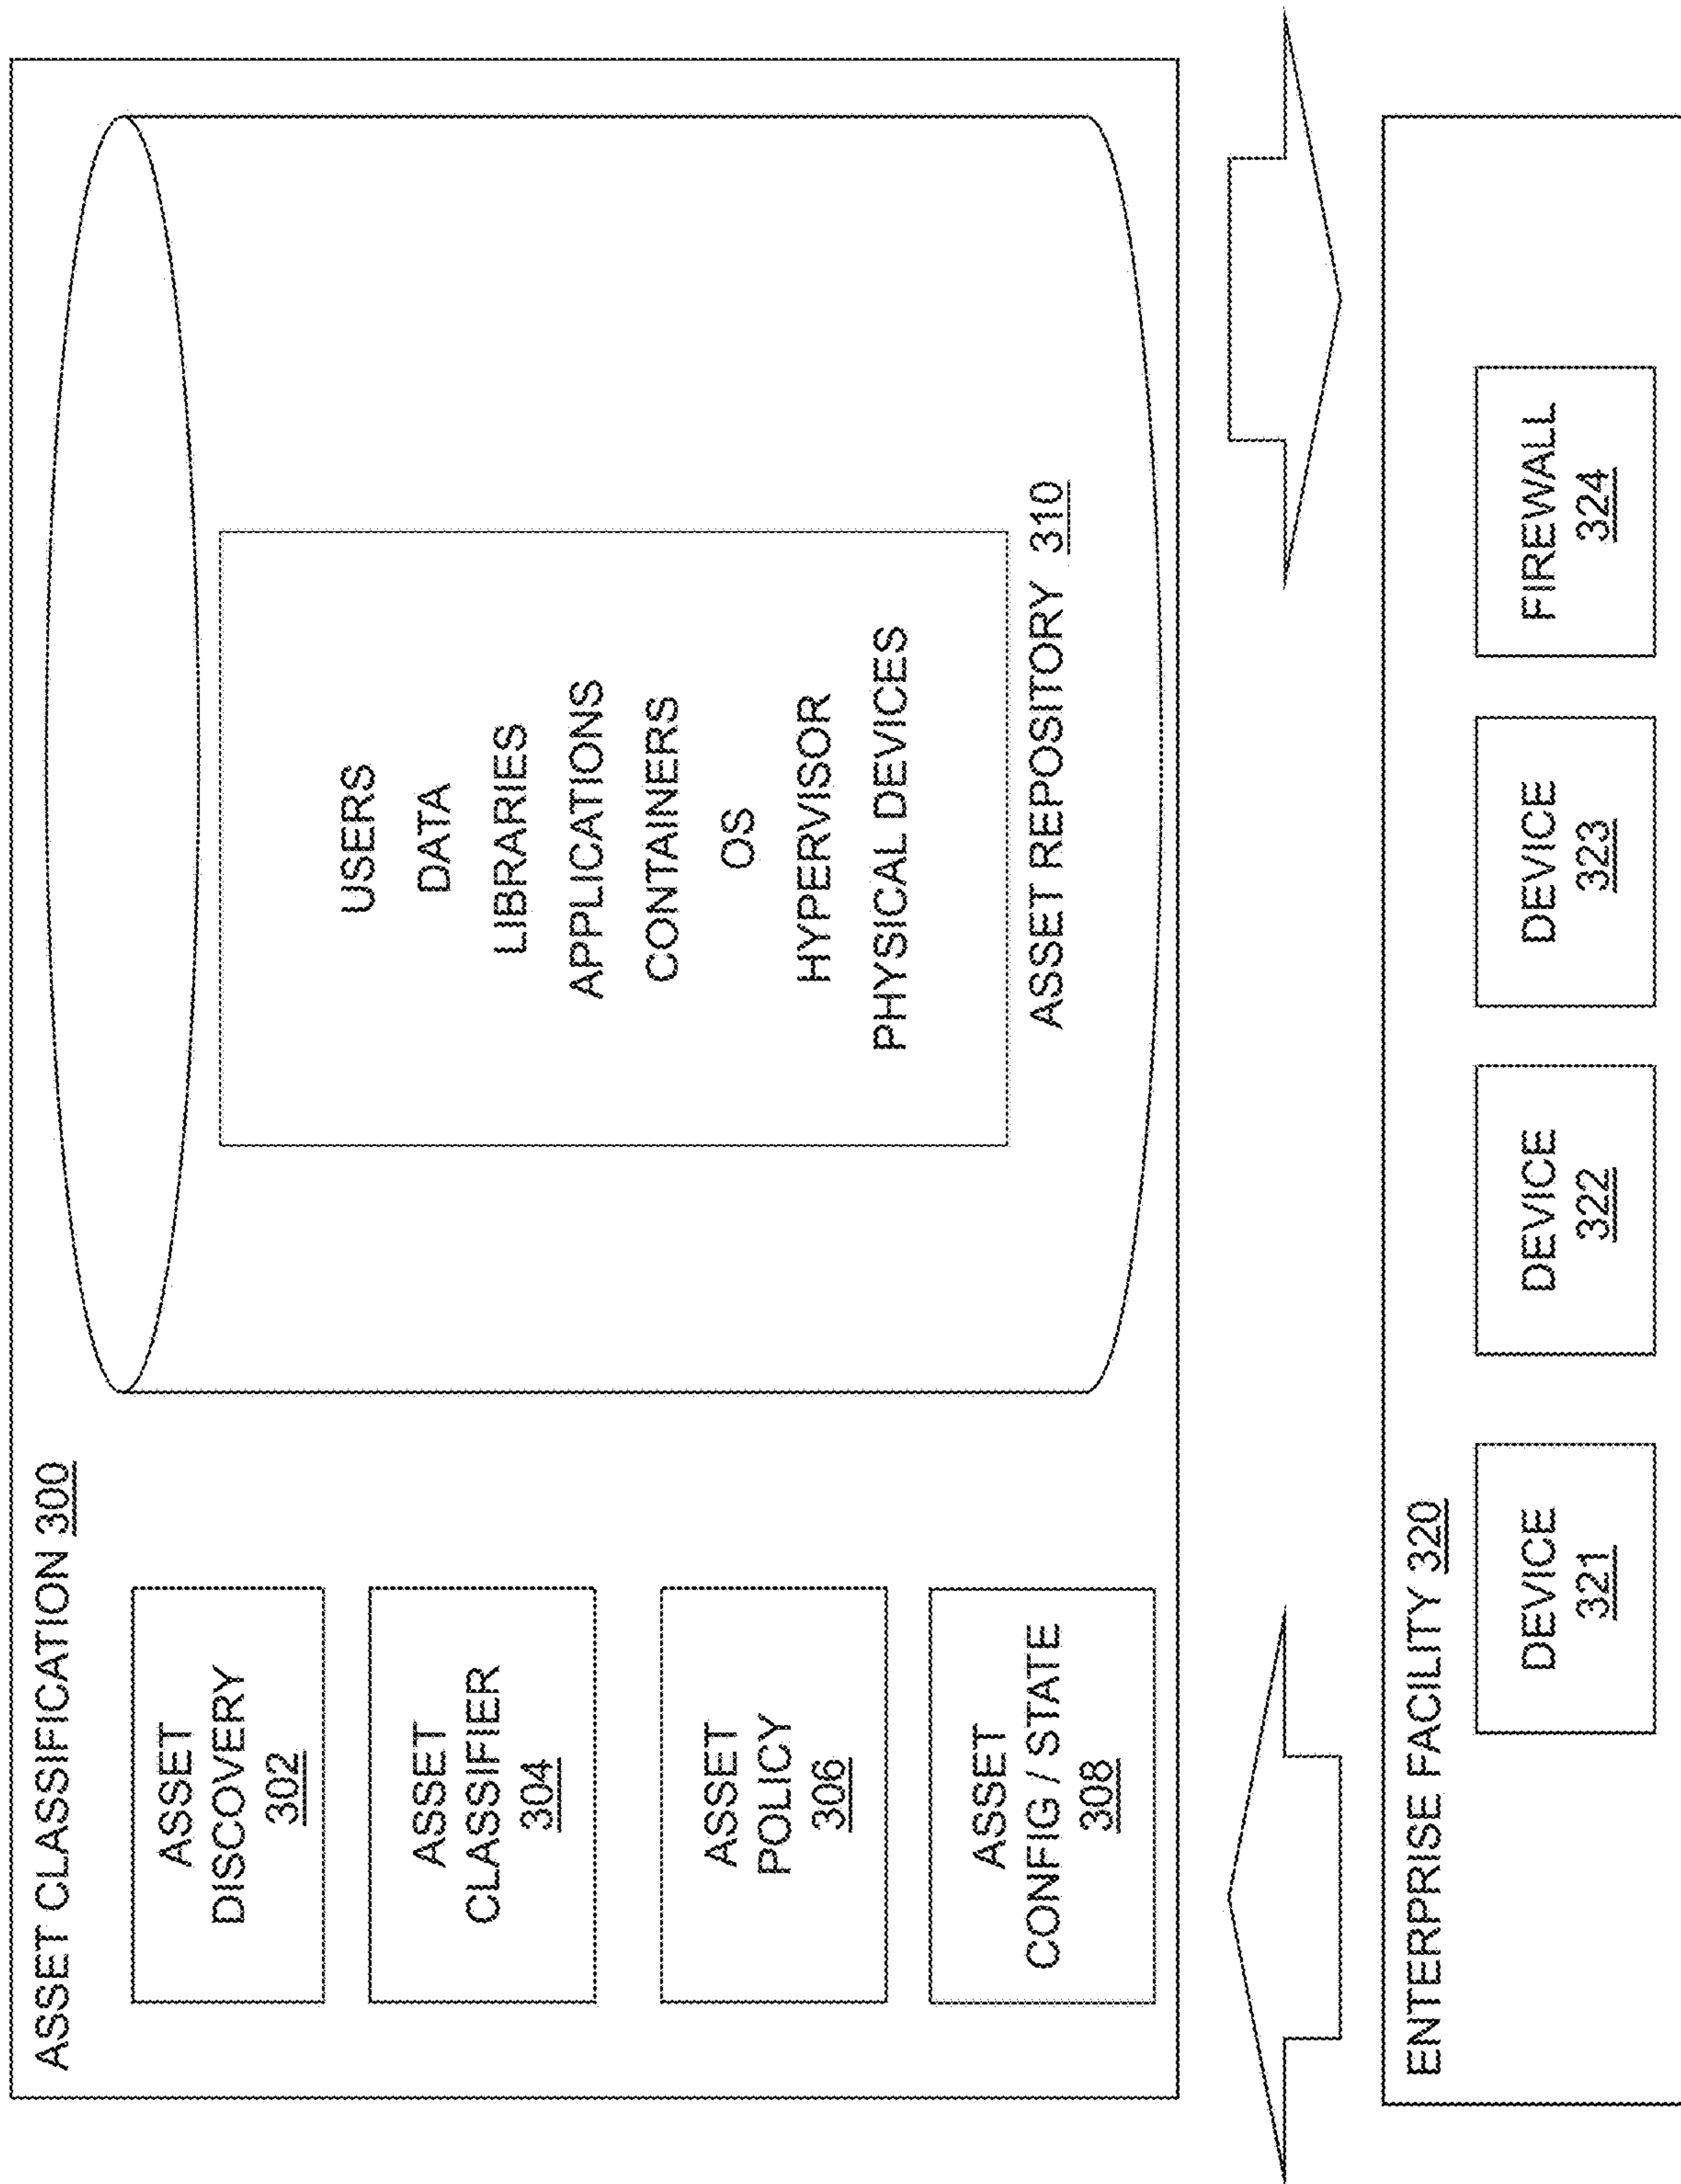 ASSET CLASSIFICATION 300
ASSET
DISCOVERY
302
ASSET
CLASSIFIER
304
ASSET
POLICY
306
ASSET
CONFIG / STATE
308
USERS
DATA
LIBRARIES
APPLICATIONS
CONTAINERS
OS
HYPERVISOR
PHYSICAL DEVICES
ASSET REPOSITORY 310
ENTERPRISE FACILITY 320
DEVICE
321
DEVICE
322
DEVICE
323
FIREWALL
324